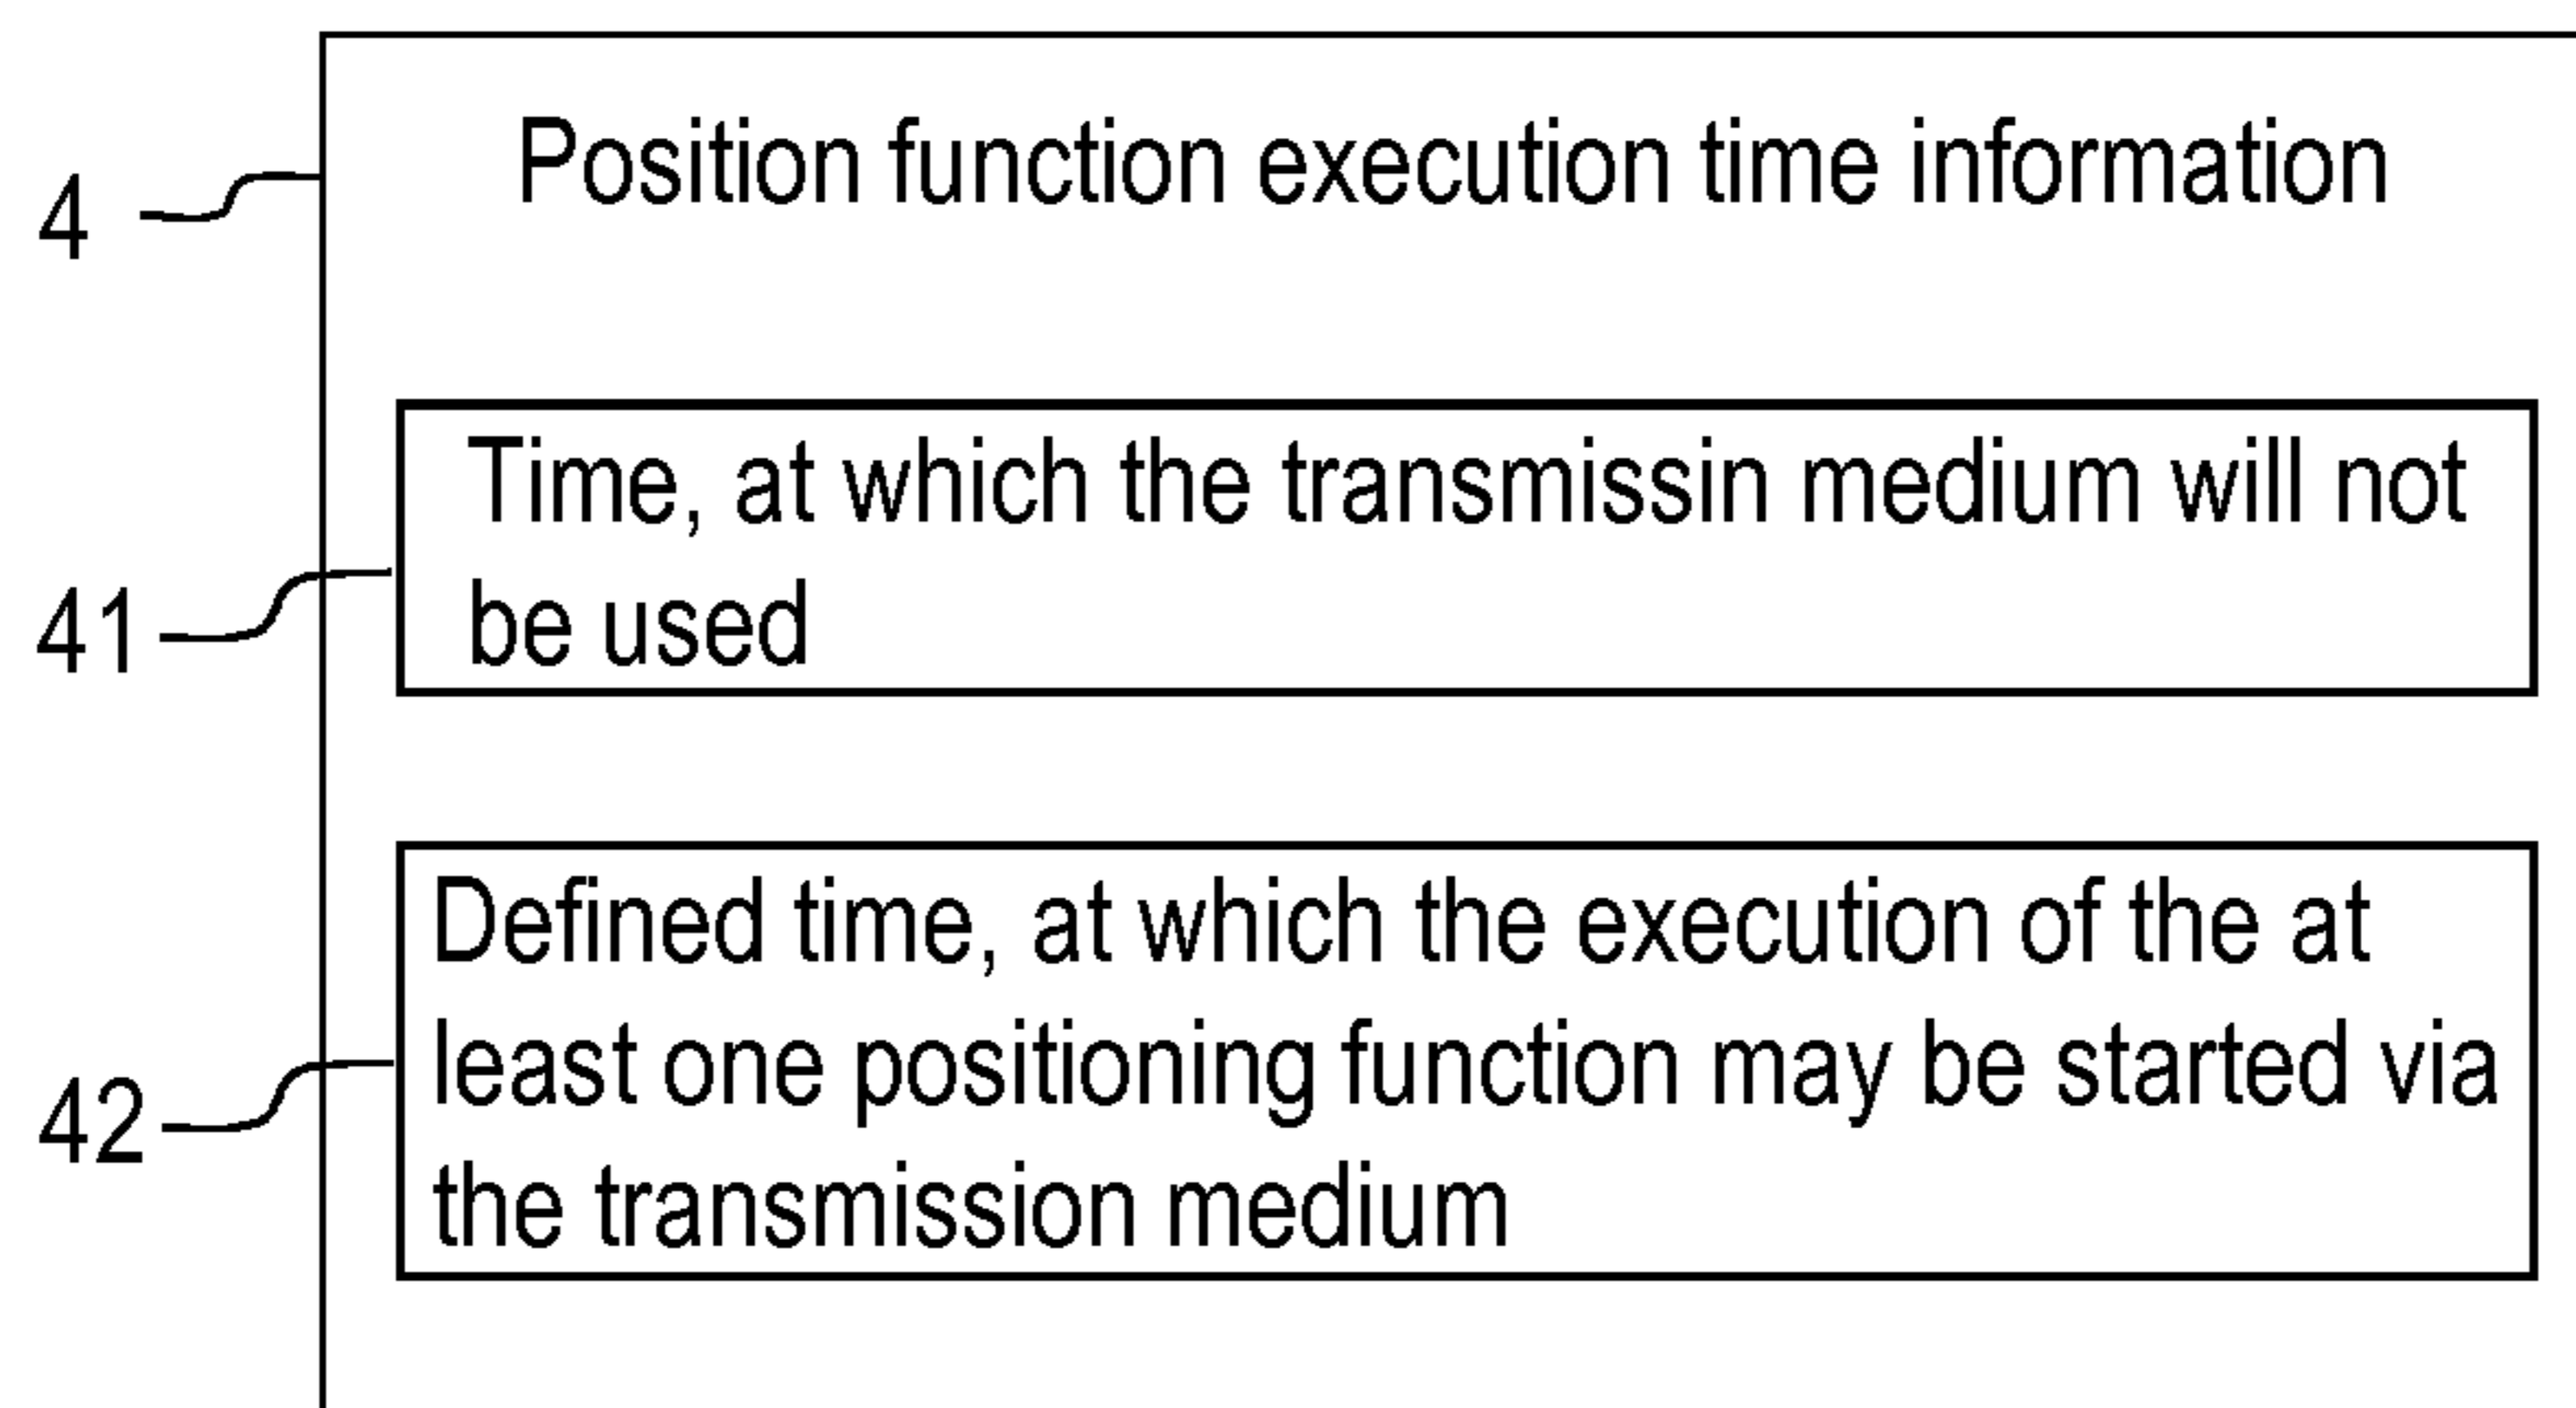 4
Position function execution time information
41
Time, at which the transmissin medium will not
be used
42
Defined time, at which the execution of the at
least one positioning function may be started via
the transmission medium